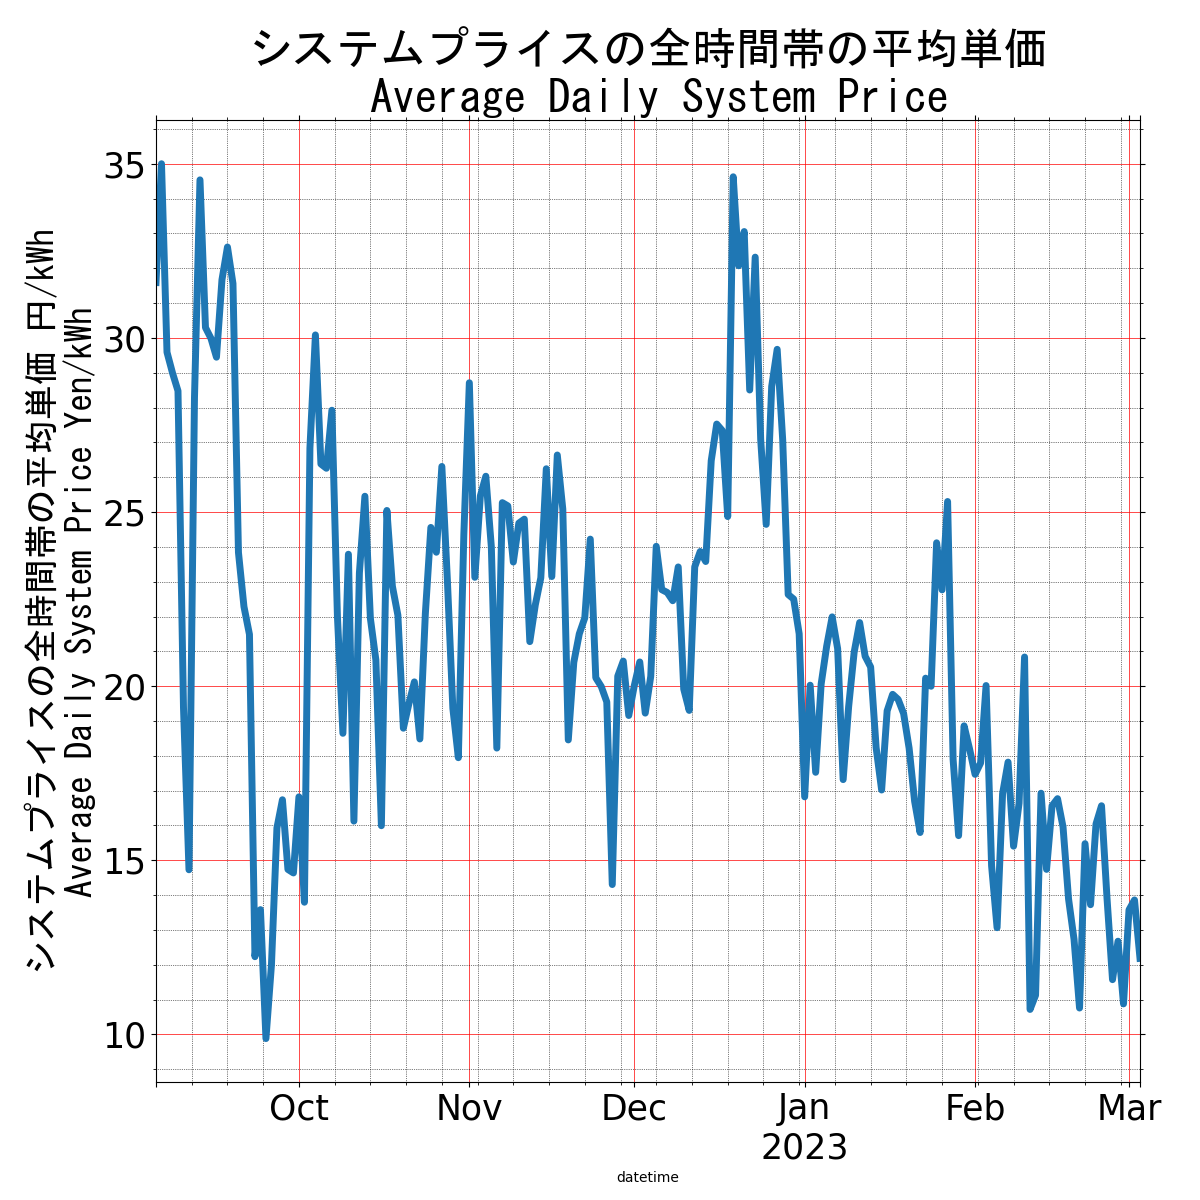 システムプライスの全時間帯の平均単価
Average Daily System Price
システムプライスの全時間帯の平均単価 円/kWh
Average Daily System Price Yen/kWh
35
30
25
20
15
10
Oct
Nov
Dec
Jan
2023
Feb
Mar
datetime